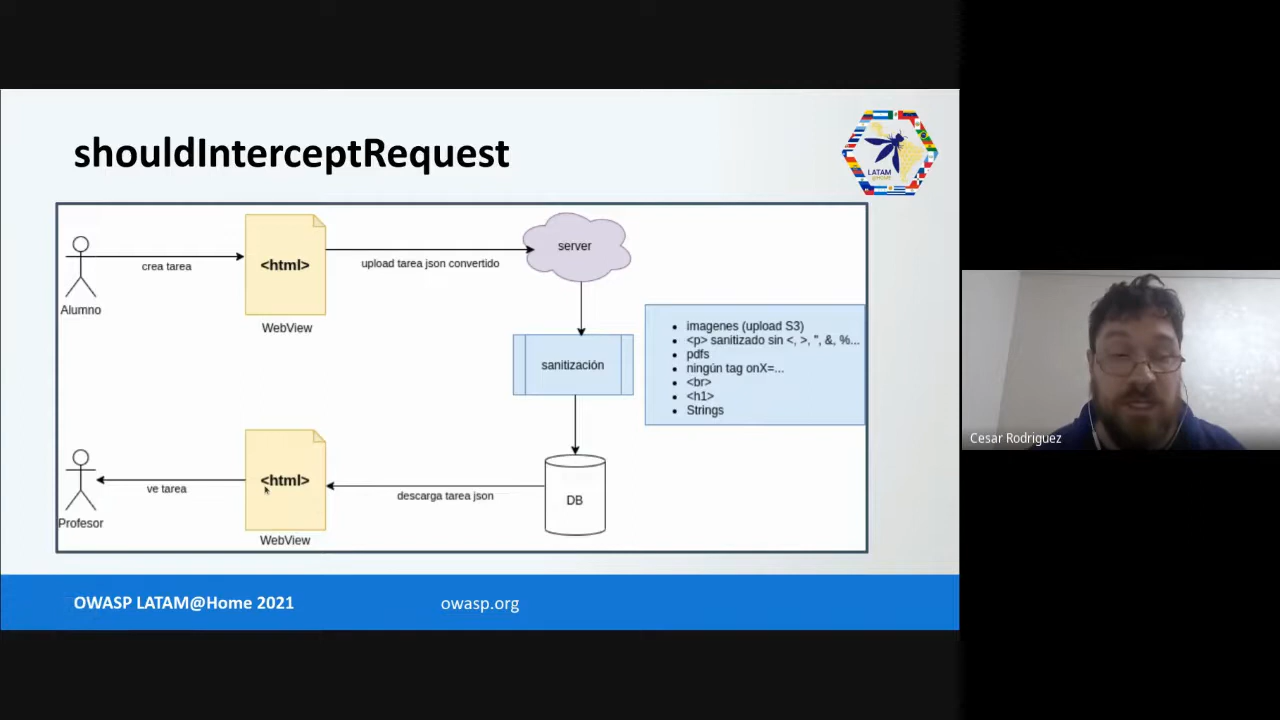 shouldInterceptRequest
LATAM
@HOME
crea tarea
<html>
upload tarea json convertido
server
Alumno
WebView
imagenes (upload S3)
<p> sanitizado sin <, >, ", &, %...
pdfs
ningún tag onX=...
<br>
<h1>
Strings
sanitización
ve tarea
<html>
descarga tarea json
DB
Profesor
WebView
Cesar Rodriguez
OWASP LATAM@Home 2021
owasp.org